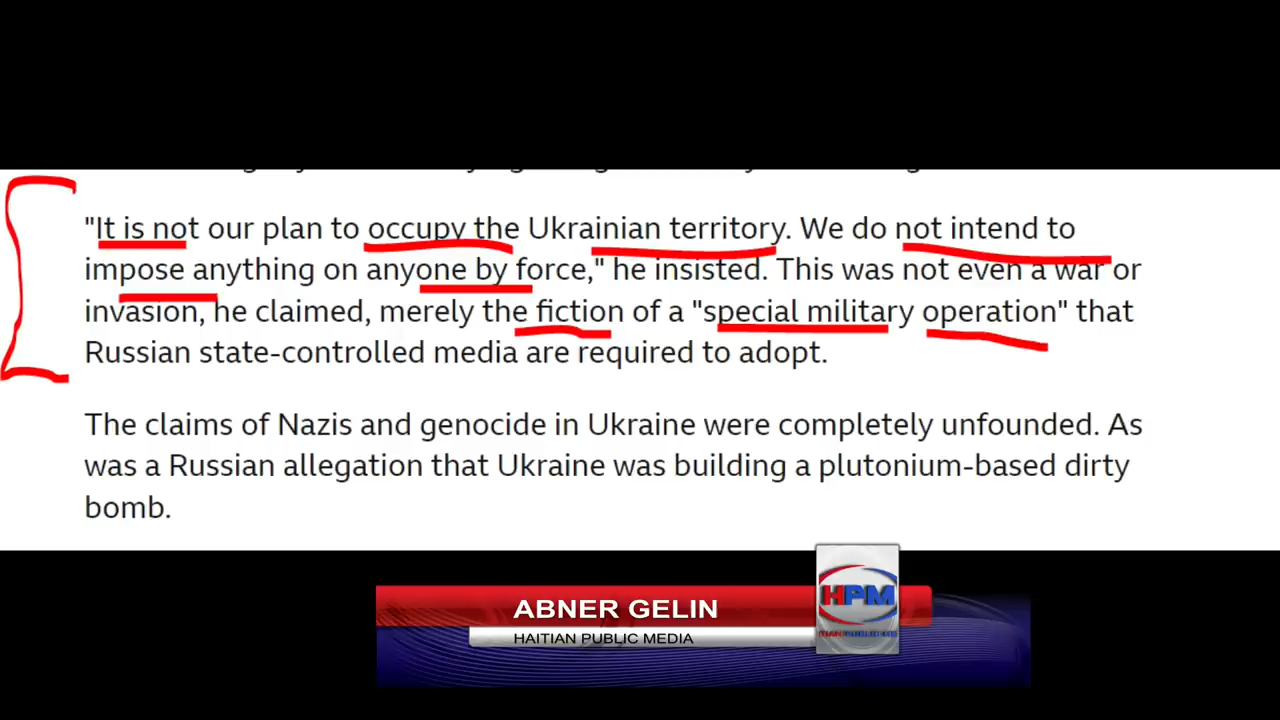 "It is not our plan to occupy the Ukrainian territory. We do not intend to
impose anything on anyone by force," he insisted. This was not even a war or
invasion, he claimed, merely the fiction of a "special military operation" that
Russian state-controlled media are required to adopt.
The claims of Nazis and genocide in Ukraine were completely unfounded. As
was a Russian allegation that Ukraine was building a plutonium-based dirty
bomb.
HPM
ABNER GELIN
HAITIAN PUBLIC MEDIA